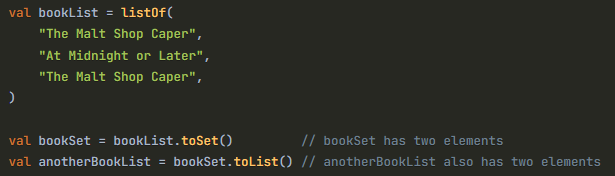 val bookList = listOf(
    "The Malt Shop Caper",
    "At Midnight or Later",
    "The Malt Shop Caper",
)

val bookSet = bookList.toSet()         // bookSet has two elements
val anotherBookList = bookSet.toList() // anotherBookList also has two elements